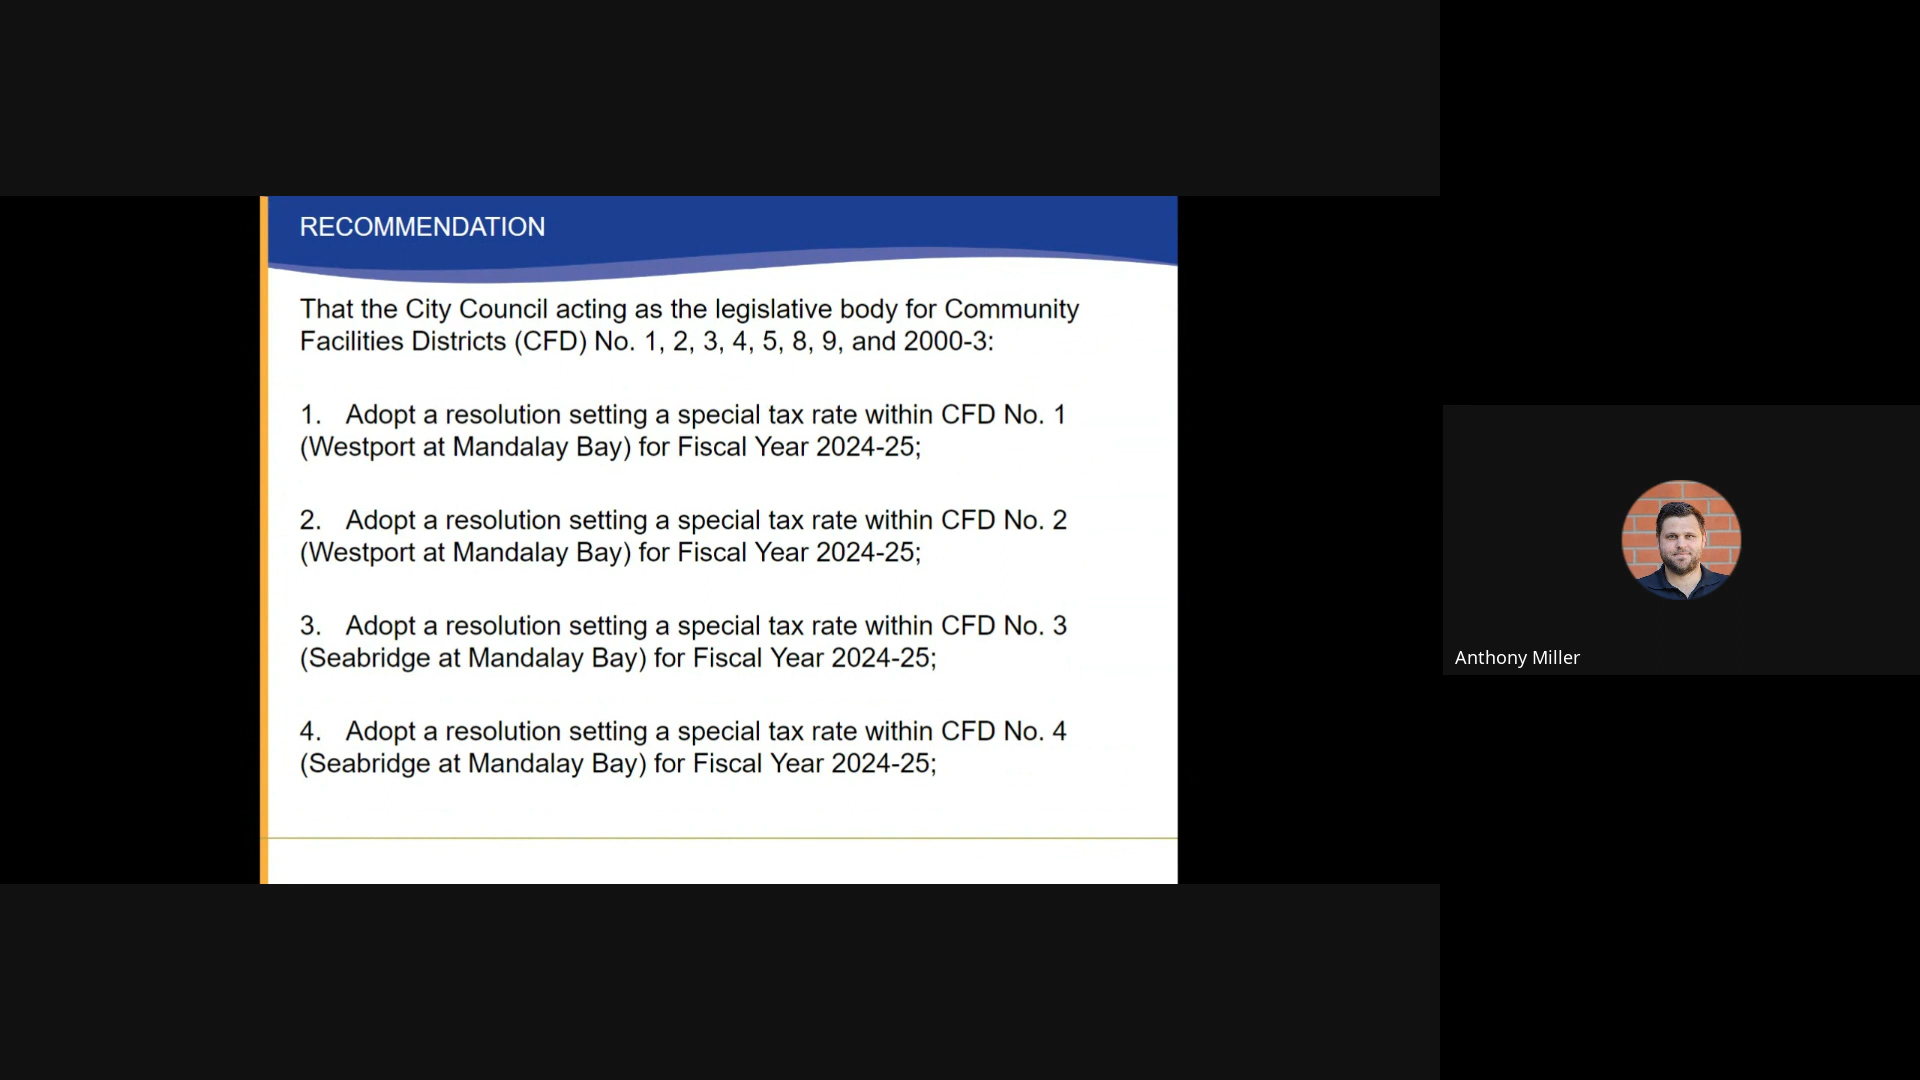 RECOMMENDATION
That the City Council acting as the legislative body for Community
Facilities Districts (CFD) No. 1, 2, 3, 4, 5, 8, 9, and 2000-3:
1. Adopt a resolution setting a special tax rate within CFD No. 1
(Westport at Mandalay Bay) for Fiscal Year 2024-25;
2. Adopt a resolution setting a special tax rate within CFD No. 2
(Westport at Mandalay Bay) for Fiscal Year 2024-25;
3. Adopt a resolution setting a special tax rate within CFD No. 3
(Seabridge at Mandalay Bay) for Fiscal Year 2024-25;
4. Adopt a resolution setting a special tax rate within CFD No. 4
(Seabridge at Mandalay Bay) for Fiscal Year 2024-25;
Anthony Miller